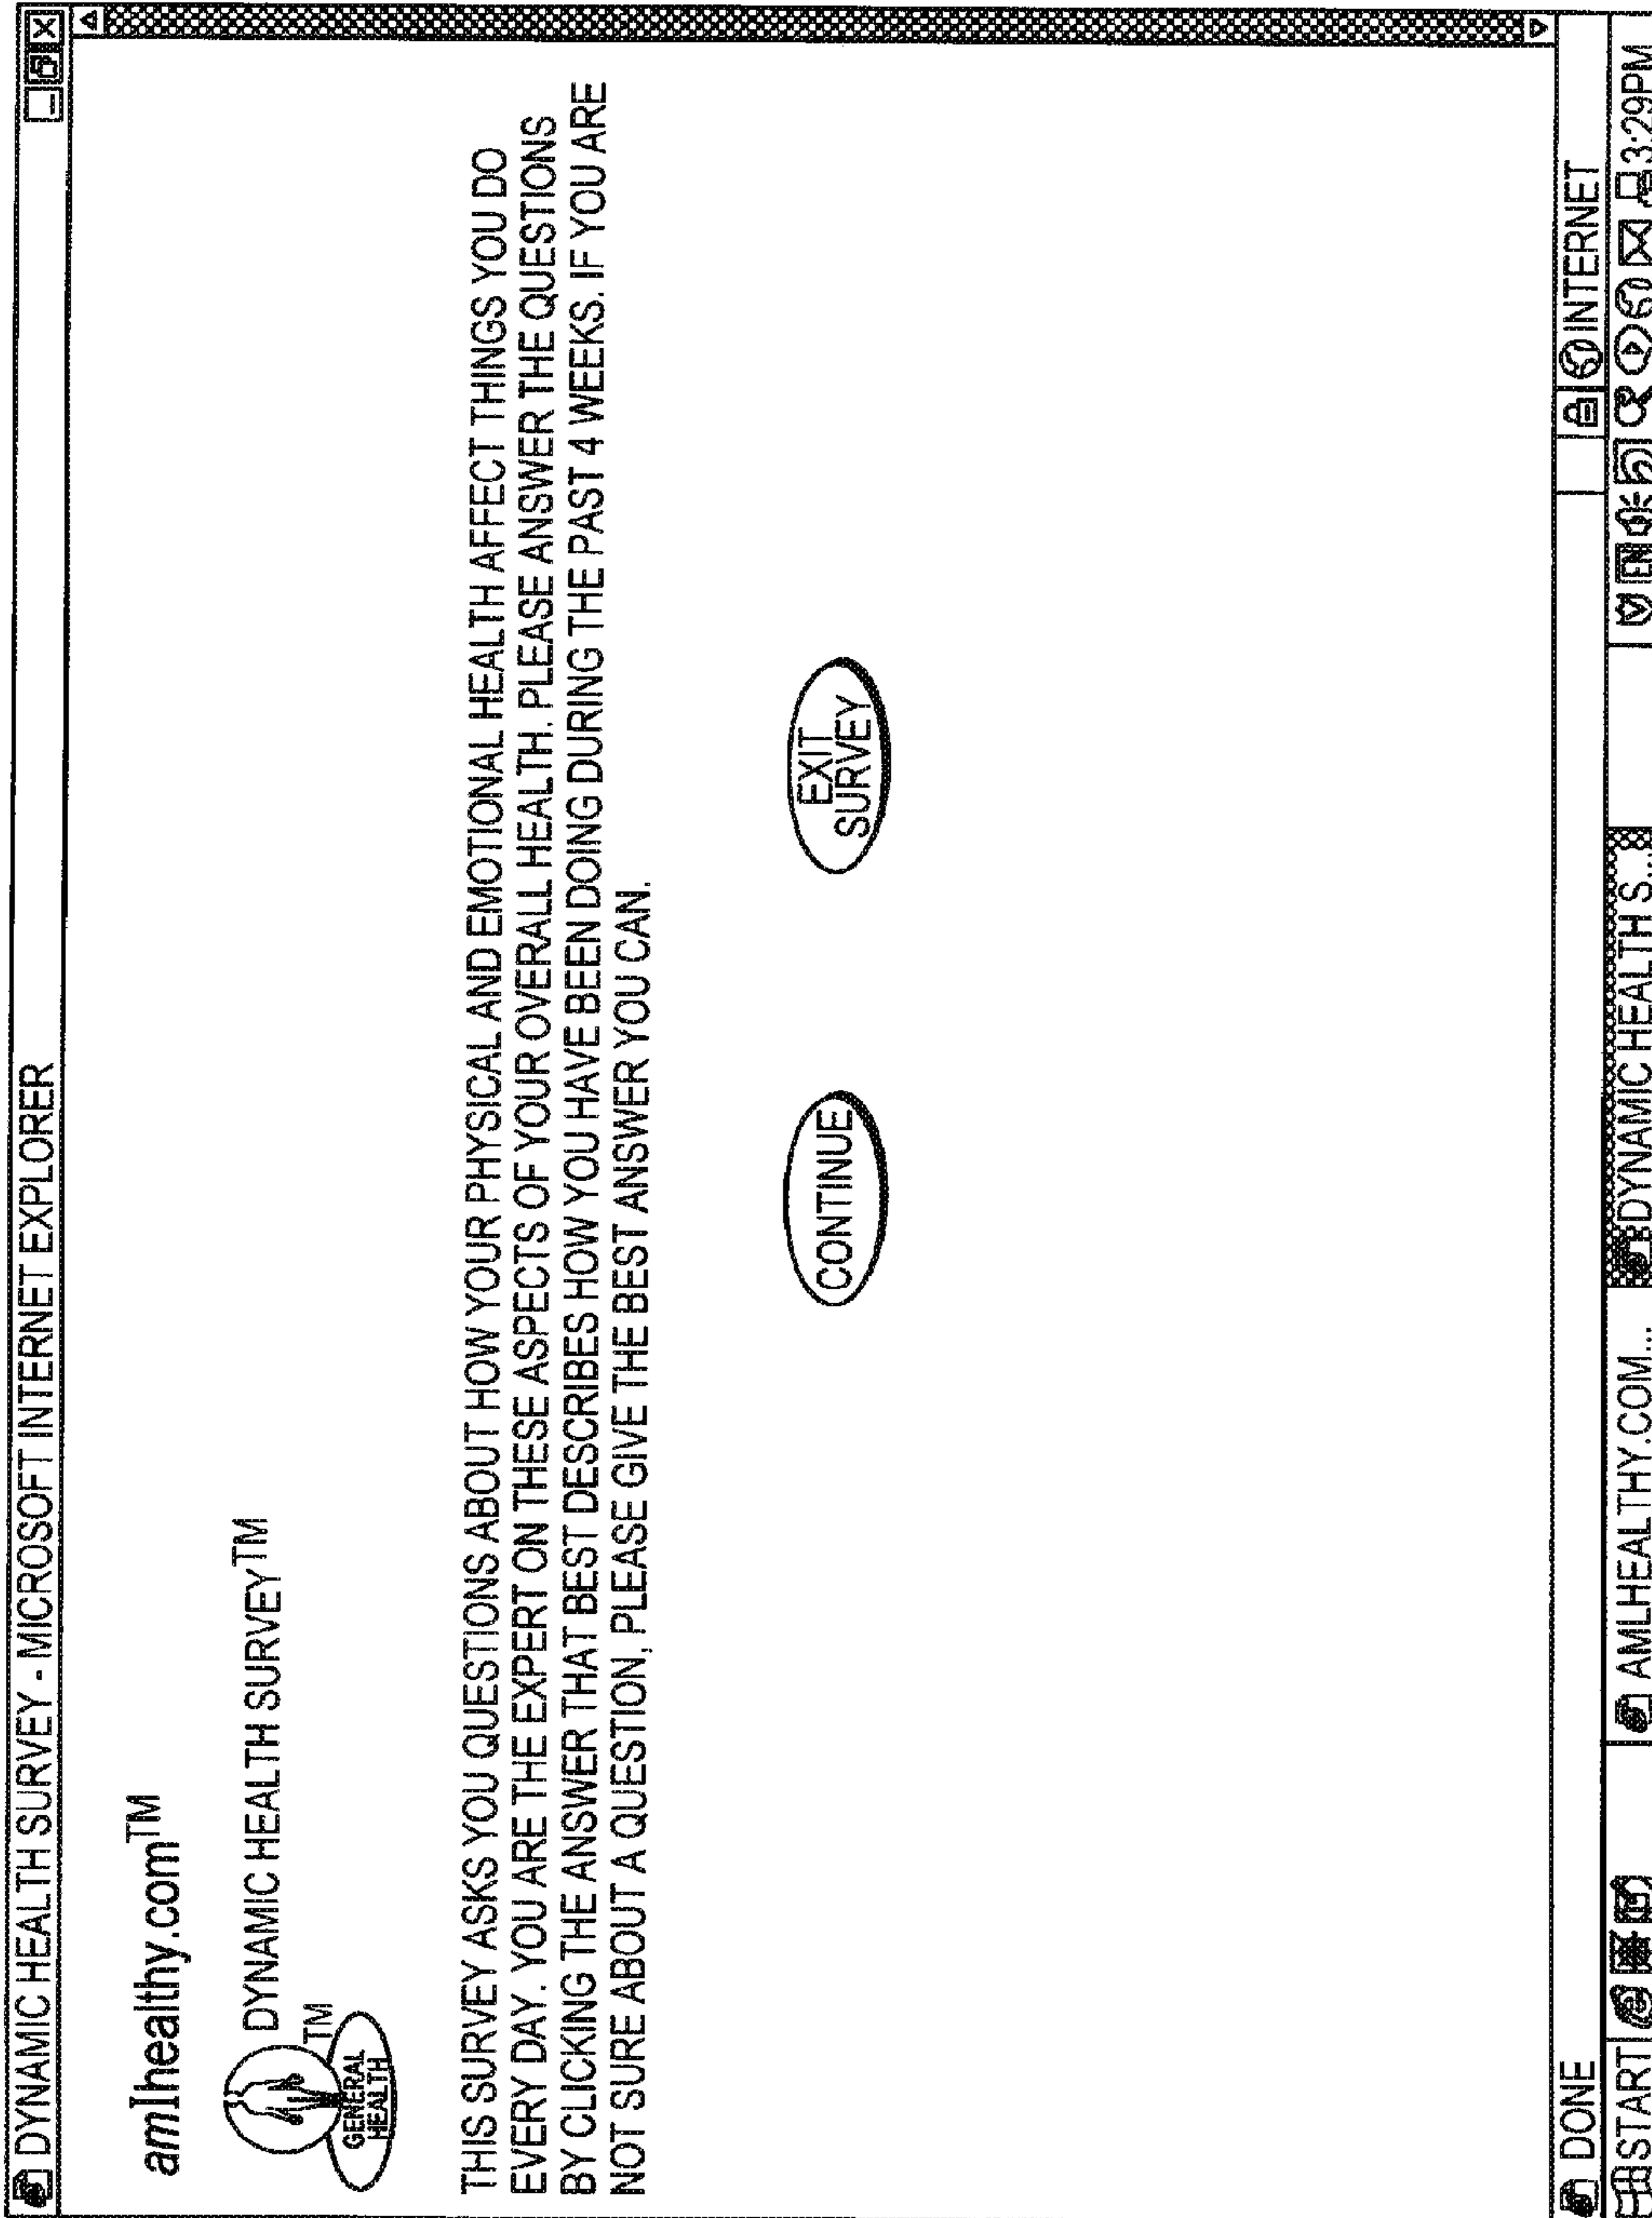 DYNAMIC HEALTH SURVEY - MICROSOFT INTERNET EXPLORER
amIhealthy.com™
DYNAMIC HEALTH SURVEY™
TM
GENERAL
HEALTH
THIS SURVEY ASKS YOU QUESTIONS ABOUT HOW YOUR PHYSICAL AND EMOTIONAL HEALTH AFFECT THINGS YOU DO
EVERY DAY. YOU ARE THE EXPERT ON THESE ASPECTS OF YOUR OVERALL HEALTH. PLEASE ANSWER THE QUESTIONS
BY CLICKING THE ANSWER THAT BEST DESCRIBES HOW YOU HAVE BEEN DOING DURING THE PAST 4 WEEKS. IF YOU ARE
NOT SURE ABOUT A QUESTION, PLEASE GIVE THE BEST ANSWER YOU CAN.
CONTINUE
EXIT
SURVEY
DONE
INTERNET
START
AMLHEALTHY.COM...
DYNAMIC HEALTH S...
EN
3:29PM